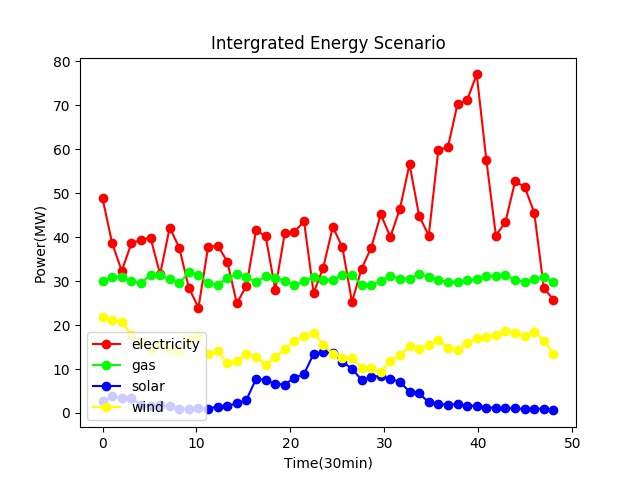 Intergrated Energy Scenario
Power(MW)
80
70
60
50
40
30
20
10
0
electricity
gas
solar
wind
0 10 20 30 40 50
Time(30min)